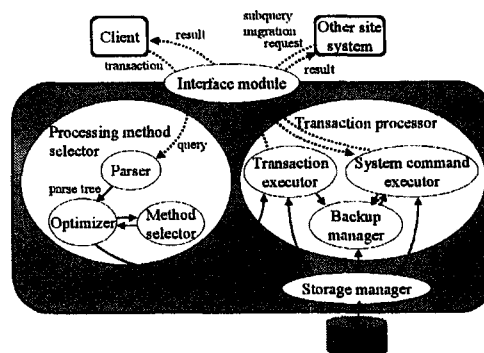 Client
result
transaction
subquery
migration
request
result
Other site
system
Interface module
Processing method
selector
query
Parser
parse tree
Optimizer
Method
selector
Transaction processor
Transaction
executor
System command
executor
Backup
manager
Storage manager